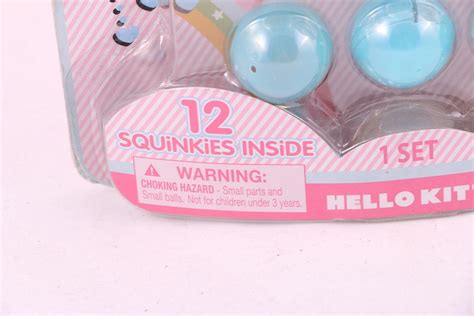 12
SQUiNKiES INSiDE
1 SET
WARNING:
CHOKING HAZARD - Small parts and
Small balls. Not for children under 3 years.
HELLO KIT